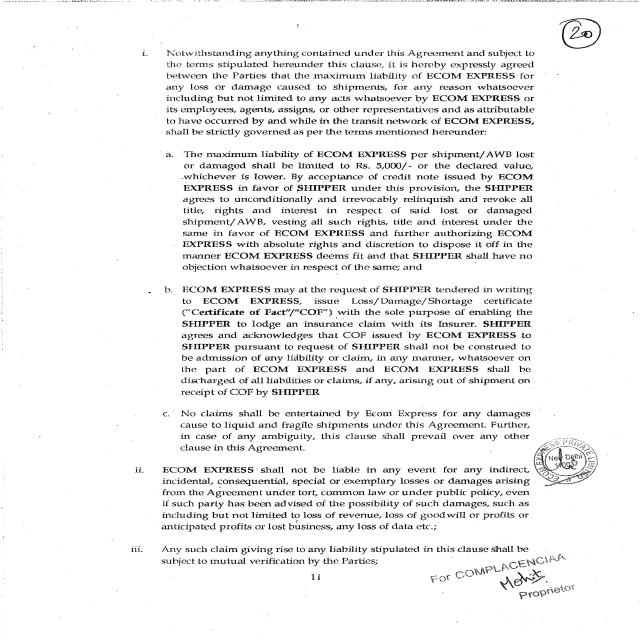 200
i. Notwithstanding anything contained under this Agreement and subject to
the terms stipulated hereunder this clause, it is hereby expressly agreed
between the Parties that the maximum liability of ECOM EXPRESS for
any loss or damage caused to shipments, for any reason whatsoever
including but not limited to any acts whatsoever by ECOM EXPRESS or
its employees, agents, assigns, or other representatives and as attributable
to have occurred by and while in the transit network of ECOM EXPRESS,
shall be strictly governed as per the terms mentioned hereunder:
a. The maximum liability of ECOM EXPRESS per shipment/AWB lost
or damaged shall be limited to Rs. 5,000/- or the declared value,
whichever is lower. By acceptance of credit note issued by ECOM
EXPRESS in favor of SHIPPER under this provision, the SHIPPER
agrees to unconditionally and irrevocably relinquish and revoke all
title, rights and interest in respect of said lost or damaged
shipment/AWB, vesting all such rights, title and interest under the
same in favor of ECOM EXPRESS and further authorizing ECOM
EXPRESS with absolute rights and discretion to dispose it off in the
manner ECOM EXPRESS deems fit and that SHIPPER shall have no
objection whatsoever in respect of the same; and
b. ECOM EXPRESS may at the request of SHIPPER tendered in writing
to ECOM EXPRESS, issue Loss/Damage/Shortage certificate
("Certificate of Fact"/"COF") with the sole purpose of enabling the
SHIPPER to lodge an insurance claim with its Insurer. SHIPPER
agrees and acknowledges that COF issued by ECOM EXPRESS to
SHIPPER pursuant to request of SHIPPER shall not be construed to
be admission of any liability or claim, in any manner, whatsoever on
the part of ECOM EXPRESS and ECOM EXPRESS shall be
discharged of all liabilities or claims, if any, arising out of shipment on
receipt of COF by SHIPPER
c. No claims shall be entertained by Ecom Express for any damages
cause to liquid and fragile shipments under this Agreement. Further,
in case of any ambiguity, this clause shall prevail over any other
clause in this Agreement.
ECOM EXPRESS PRIVATE LIMITED
New Delhi
ii. ECOM EXPRESS shall not be liable in any event for any indirect,
incidental, consequential, special or exemplary losses or damages arising
from the Agreement under tort, common law or under public policy, even
if such party has been advised of the possibility of such damages, such as
including but not limited to loss of revenue, loss of goodwill or profits or
anticipated profits or lost business, any loss of data etc.;
iii. Any such claim giving rise to any liability stipulated in this clause shall be
subject to mutual verification by the Parties;
11
For COMPLACENCIAA
Mohit
Proprietor